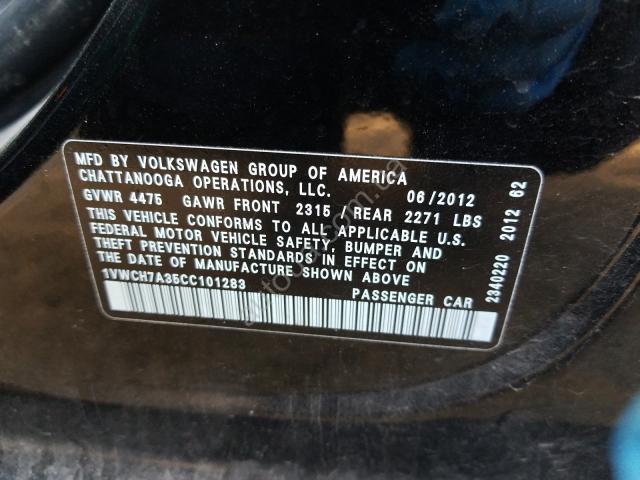 MFD BY VOLKSWAGEN GROUP OF AMERICA
CHATTANOOGA OPERATIONS, LLC. 06/2012
GVWR 4475 GAWR FRONT 2315 REAR 2271 LBS
THIS VEHICLE CONFORMS TO ALL APPLICABLE U.S.
FEDERAL MOTOR VEHICLE SAFETY, BUMPER AND
THEFT PREVENTION STANDARDS IN EFFECT ON
THE DATE OF MANUFACTURE SHOWN ABOVE
1VWCH7A35CC101283 PASSENGER CAR
2340220 2012 62